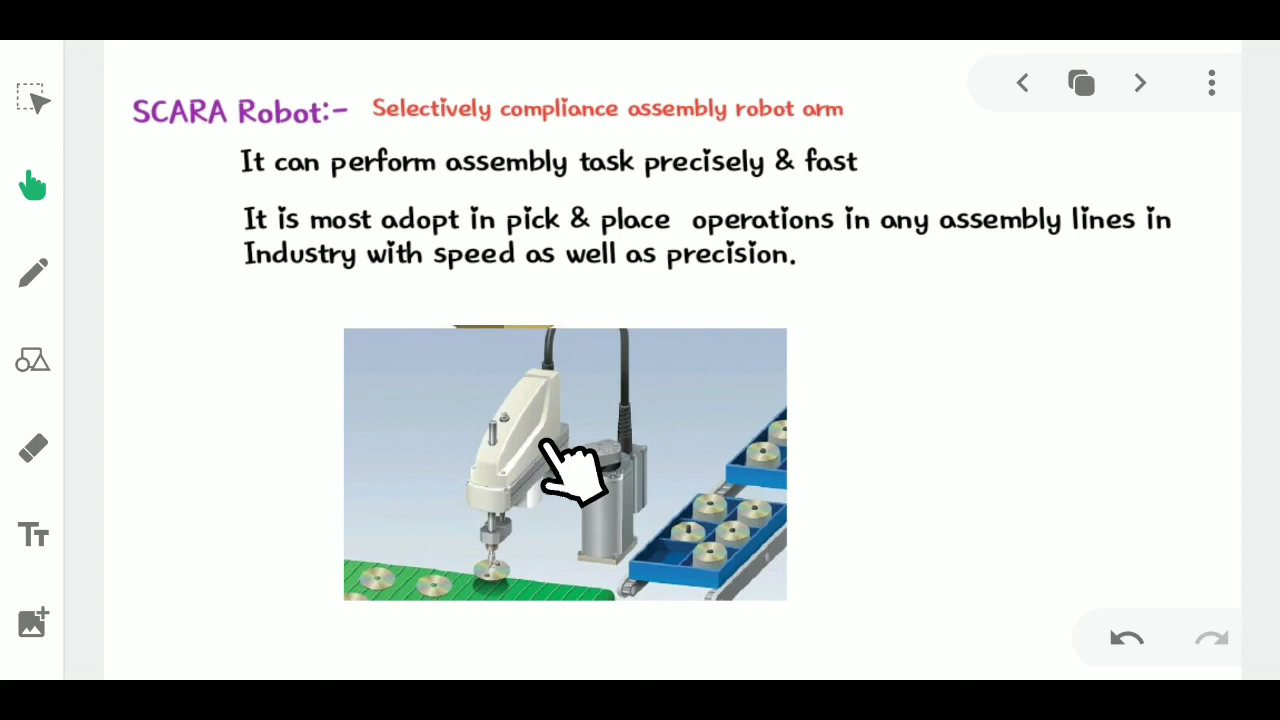 SCARA Robot:- Selectively compliance assembly robot arm
It can perform assembly task precisely & fast
It is most adopt in pick & place operations in any assembly lines in
Industry with speed as well as precision.
TT